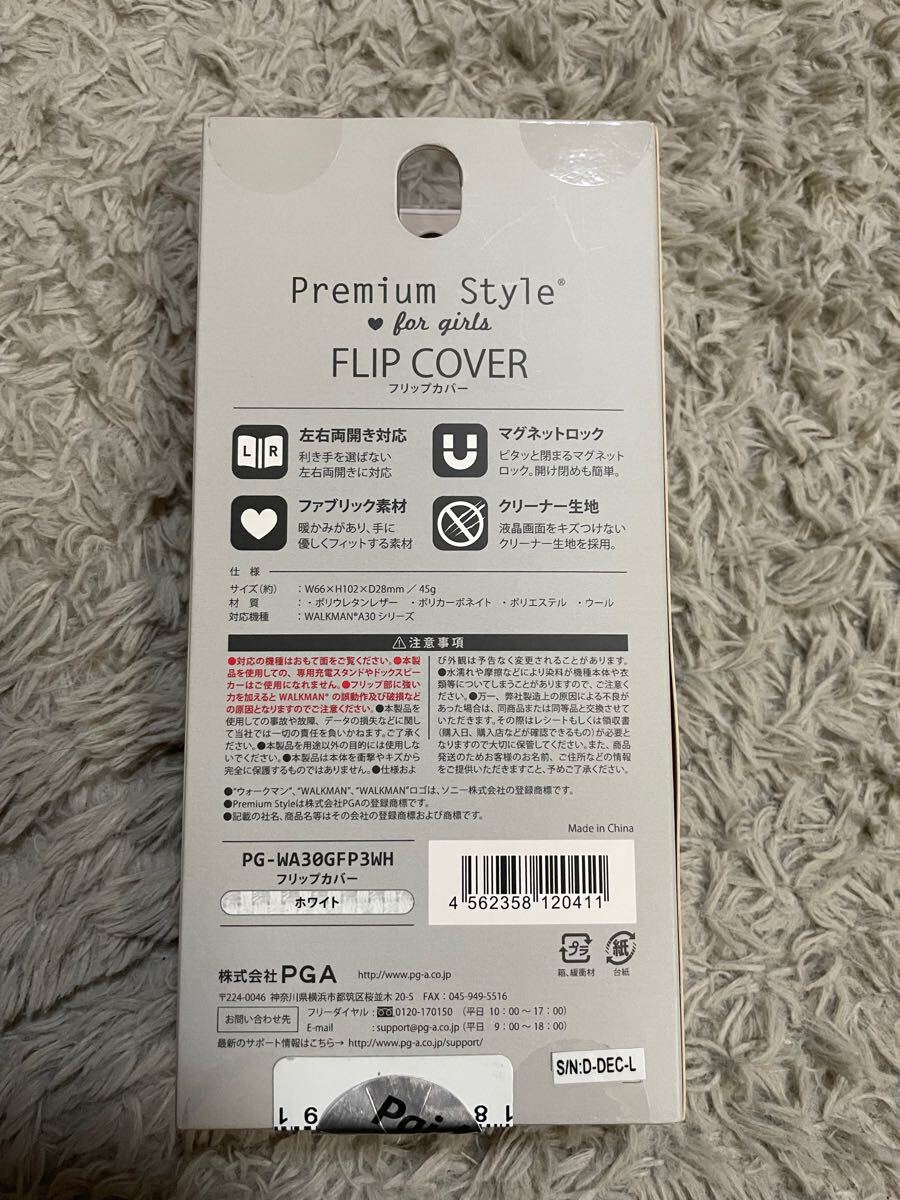 Premium Style®
for girls
FLIP COVER
フリップカバー
L R
左右両開き対応
利き手を選ばない
左右両開きに対応
マグネットロック
ピタッと閉まるマグネット
ロック。開け閉めも簡単。
ファブリック素材
暖かみがあり、手に
優しくフィットする素材
クリーナー生地
液晶画面をキズつけない
クリーナー生地を採用。
仕 様
サイズ(約) : W66×H102×D28mm / 45g
材 質 : ・ポリウレタンレザー ・ポリカーボネイト ・ポリエステル ・ウール
対応機種 : WALKMAN®A30 シリーズ
注意事項
●対応の機種はおもて面をご覧ください。●本製
品を使用しての、専用充電スタンドやドックスピー
カーはご使用になれません。●フリップ部に強い
力を加えると WALKMAN® の誤動作及び破損など
の原因となりますのでご注意ください。●本製品を
使用しての事故や故障、データの損失などに関し
て当社では一切の責任を負いかねます。ご了承く
ださい。●本製品を用途以外の目的には使用しな
いでください。●本製品は本体を衝撃やキズから
完全に保護するものではありません。●仕様およ
び外観は予告なく変更されることがあります。
●水濡れや摩擦などにより染料が機種本体や衣
類等についてしまうことがありますので、ご注意く
ださい。●万一、弊社製造上の原因による不良が
あった場合は、同商品または同等品と交換させて
いただきます。その際はレシートもしくは領収書
(購入日、購入店などが確認できるもの)が必要と
なりますので大切に保管してください。また、商品
発送のためお客様のお名前、ご住所などの情報
をご提供いただきますこと、予めご了承ください。
●"ウォークマン"、"WALKMAN"、"WALKMAN"ロゴは、ソニー株式会社の登録商標です。
●Premium Styleは株式会社PGAの登録商標です。
●記載の社名、商品名等はその会社の登録商標および商標です。
Made in China
PG-WA30GFP3WH
フリップカバー
ホワイト
4 562358 120411
プラ
箱、緩衝材
紙
台紙
株式会社PGA http://www.pg-a.co.jp
〒224-0046 神奈川県横浜市都筑区桜並木 20-S FAX：045-949-5516
お問い合わせ先
フリーダイヤル : 0120-170150 (平日 10：00～17：00)
E-mail : support@pg-a.co.jp (平日 9：00～18：00)
最新のサポート情報はこちら→ http://www.pg-a.co.jp/support/
S/N:D-DEC-L